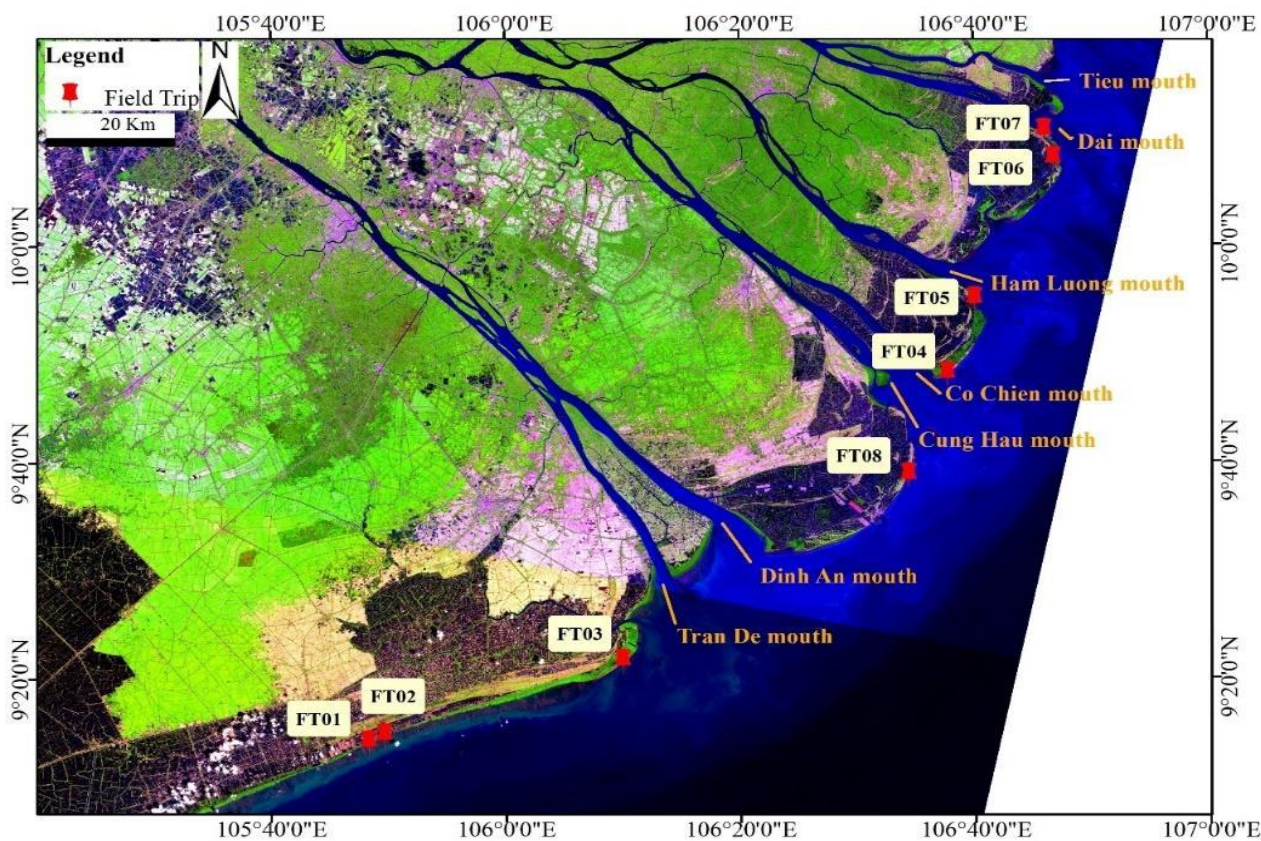 105°40'0"E
106°0'0"E
106°20'0"E
106°40'0"E
107°0'0"E
Legend
N
Field Trip
20 Km
Tieu mouth
FT07
Dai mouth
FT06
10°0'0"N
10°0'0"N
Ham Luong mouth
FT05
FT04
Co Chien mouth
Cung Hau mouth
FT08
9°40'0"N
9°40'0"N
Dinh An mouth
FT03
Tran De mouth
9°20'0"N
9°20'0"N
FT02
FT01
105°40'0"E
106°0'0"E
106°20'0"E
106°40'0"E
107°0'0"E